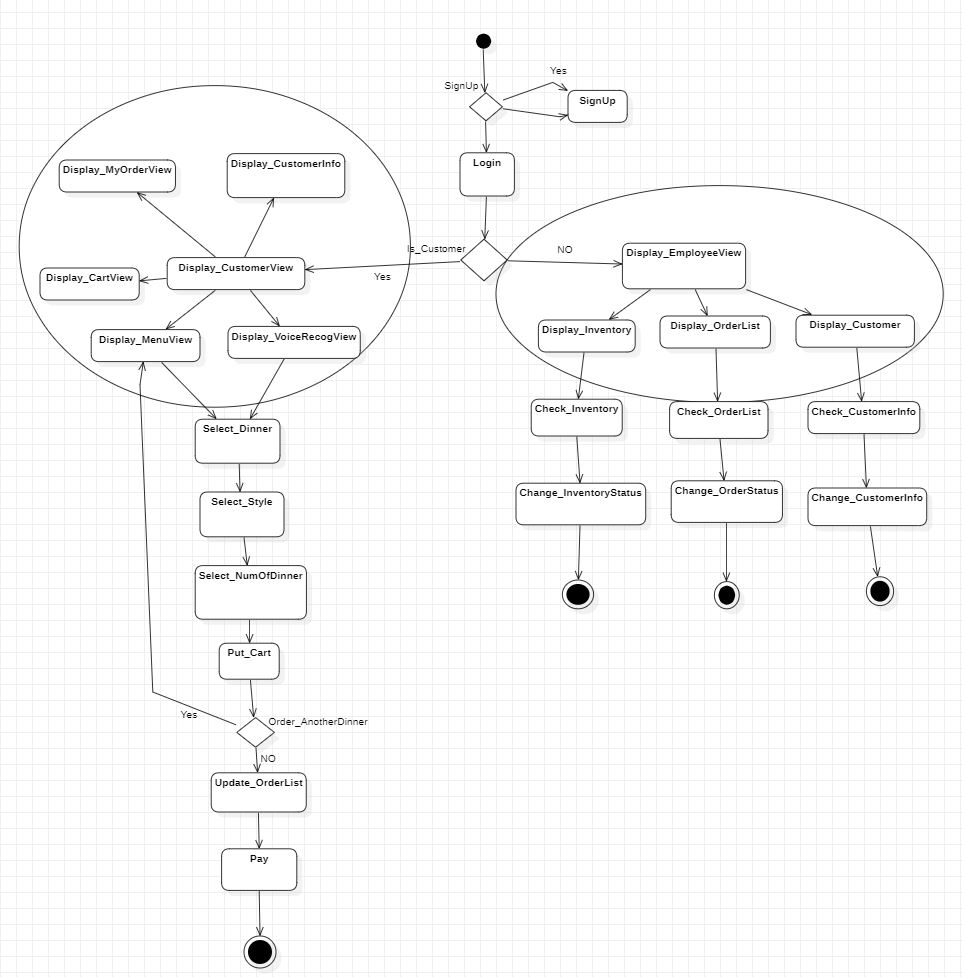 Yes
SignUp
SignUp
Login
Display_MyOrderView
Display_CustomerInfo
Is_Customer
NO
Yes
Display_CustomerView
Display_EmployeeView
Display_CartView
Display_MenuView
Display_VoiceRecogView
Display_Inventory
Display_OrderList
Display_Customer
Select_Dinner
Check_Inventory
Check_OrderList
Check_CustomerInfo
Select_Style
Change_InventoryStatus
Change_OrderStatus
Change_CustomerInfo
Select_NumOfDinner
Put_Cart
Yes
Order_AnotherDinner
NO
Update_OrderList
Pay